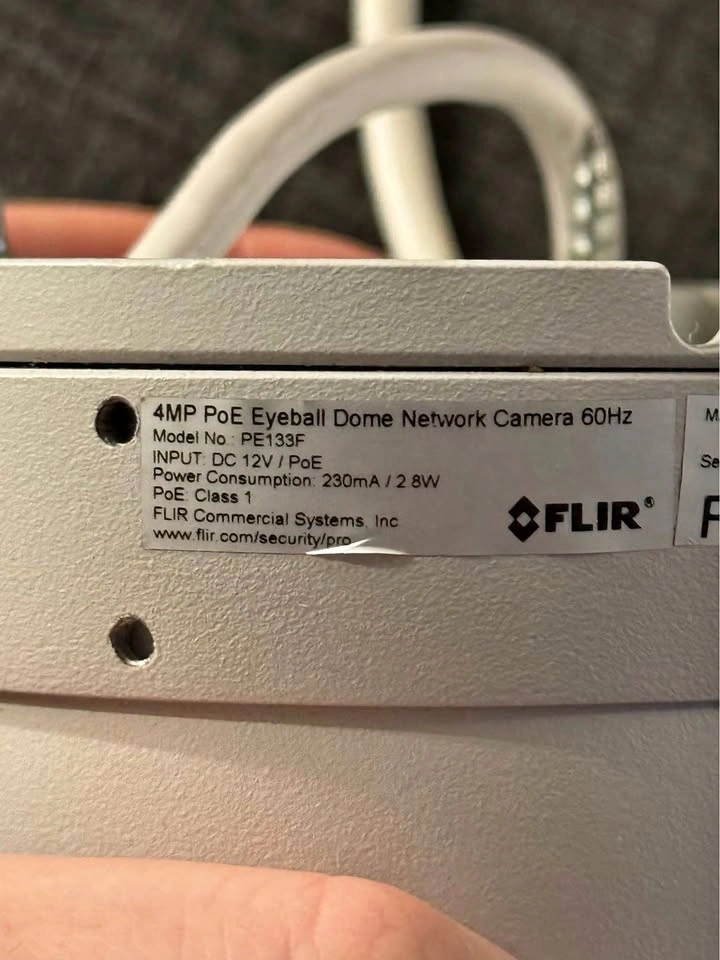 4MP PoE Eyeball Dome Network Camera 60Hz
Model No.: PE133F
INPUT: DC 12V / PoE
Power Consumption: 230mA / 2.8W
PoE: Class 1
FLIR Commercial Systems, Inc
www.flir.com/security/pro
FLIR®